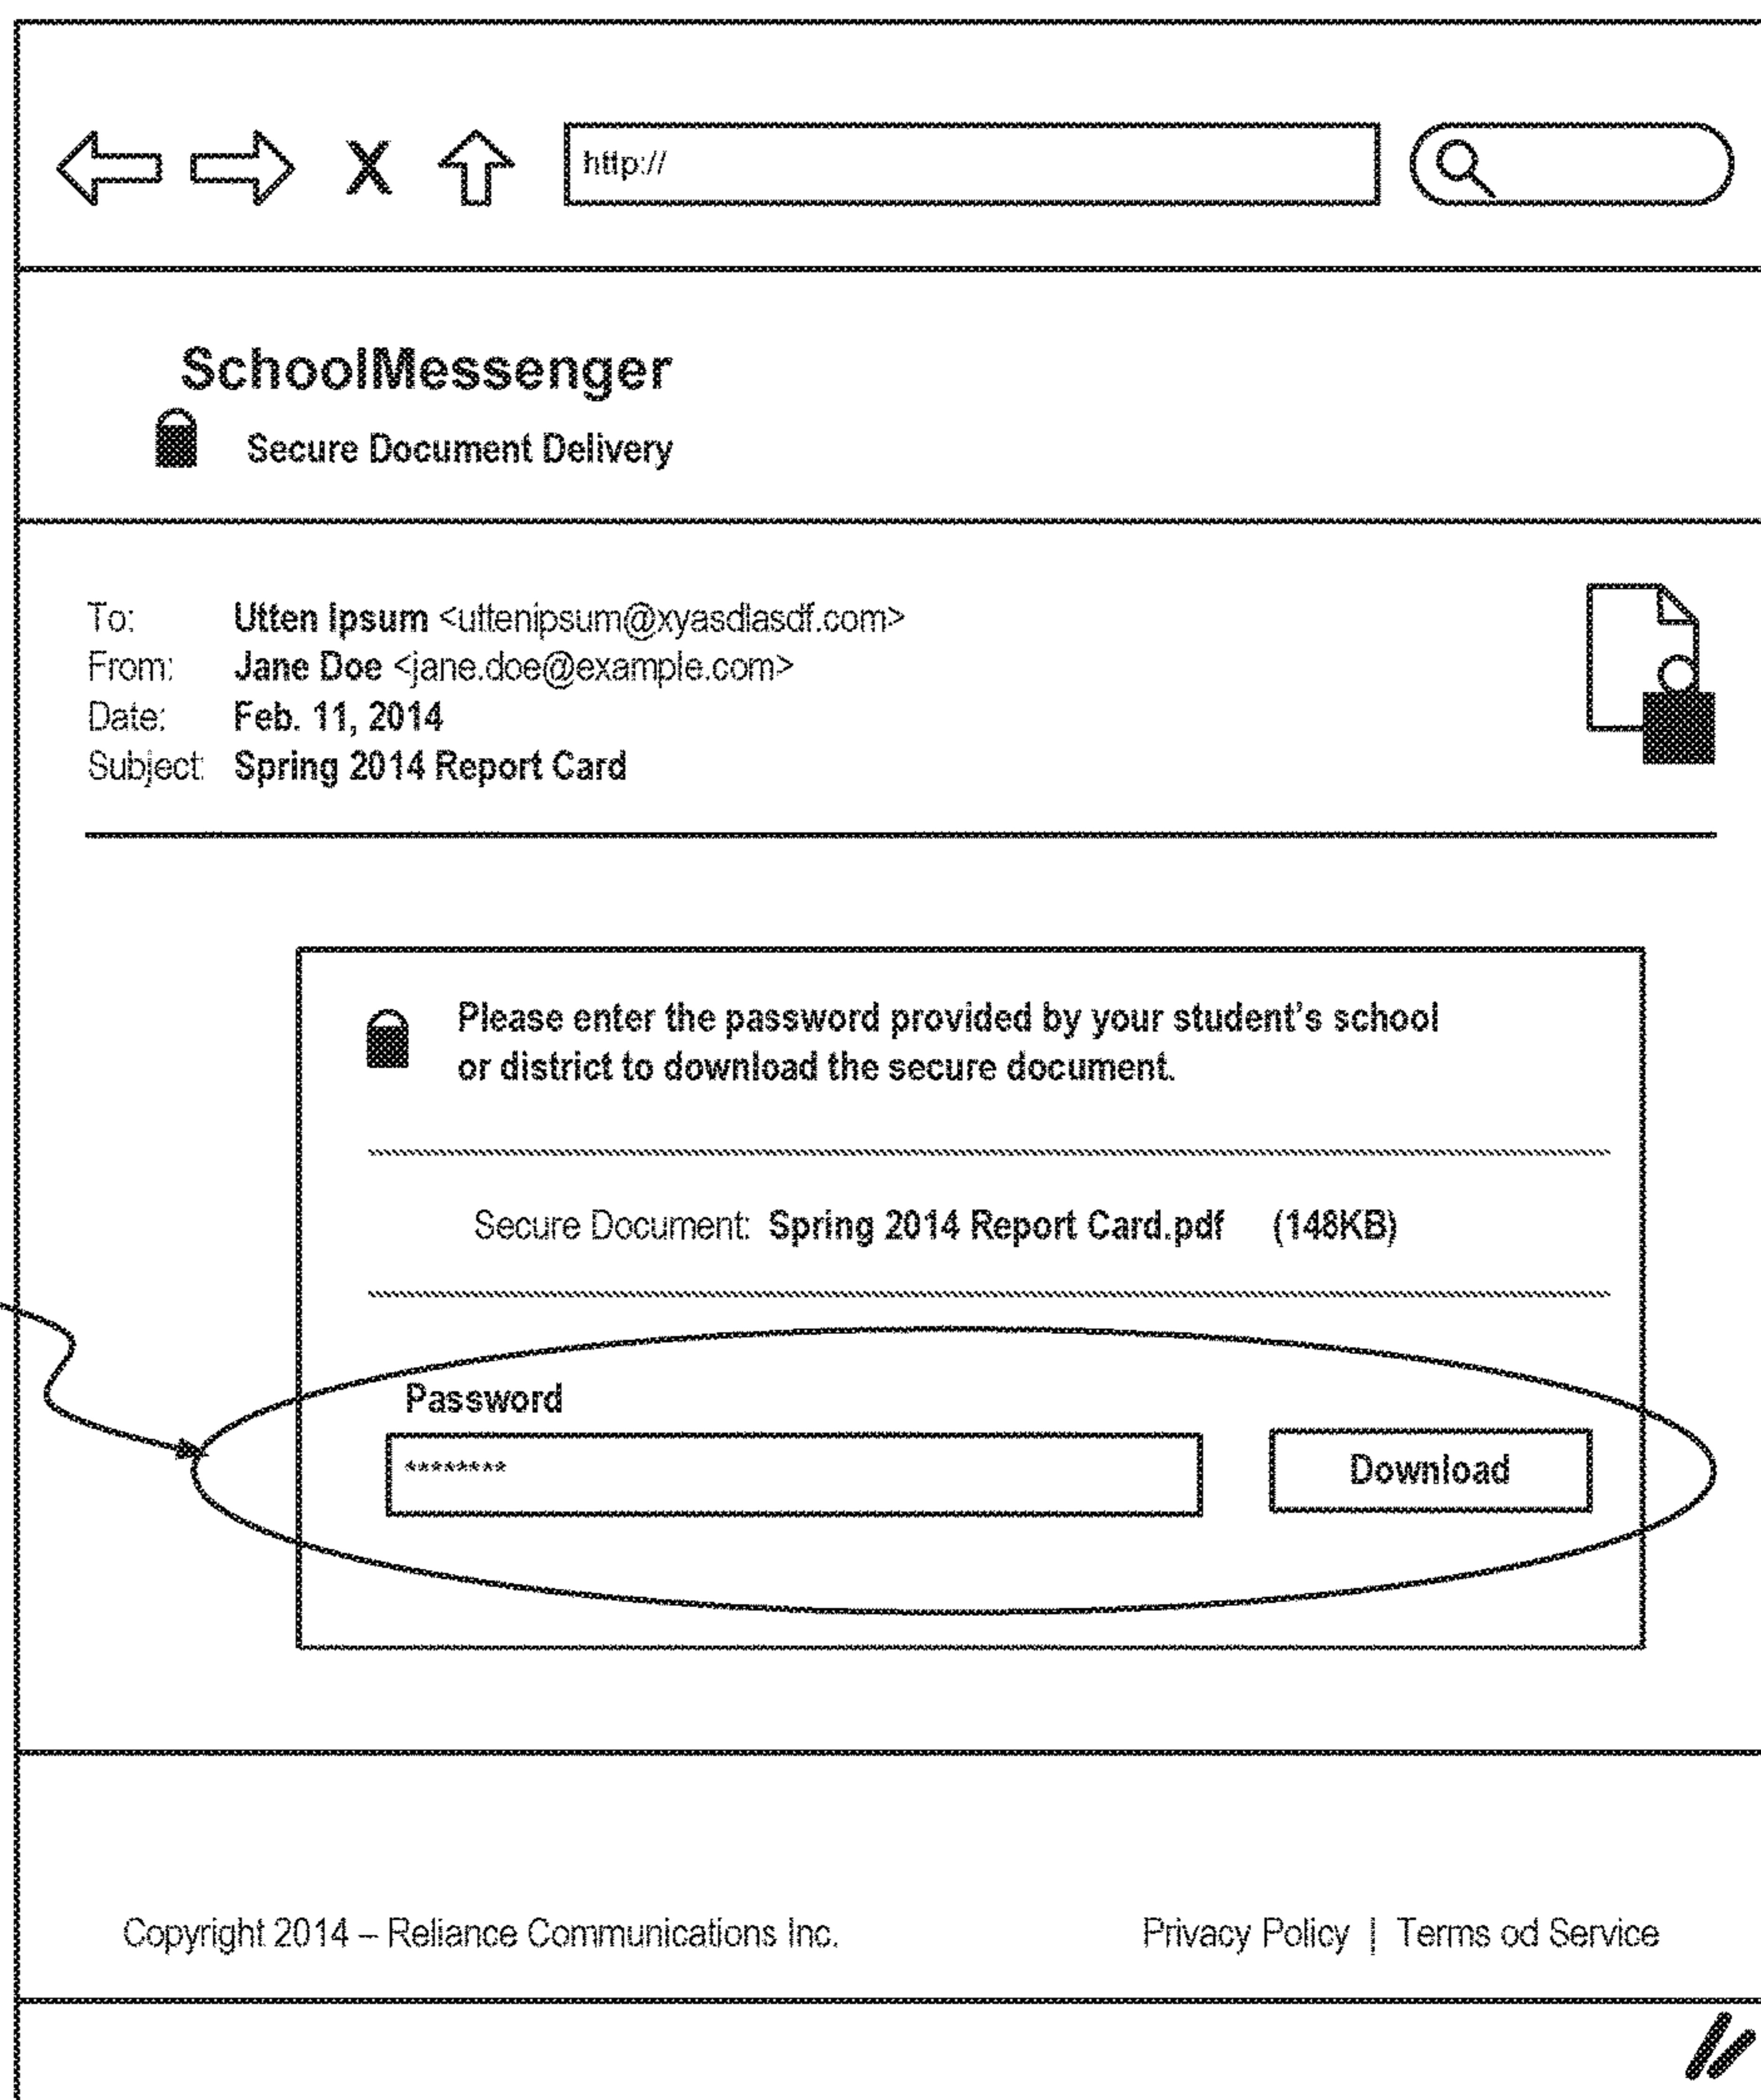 X
http://
SchoolMessenger
Secure Document Delivery
To: Utten Ipsum <uttenipsum@xyasdlasdf.com>
From: Jane Doe <jane.doe@example.com>
Date: Feb. 11, 2014
Subject: Spring 2014 Report Card
Please enter the password provided by your student's school
or district to download the secure document.
Secure Document: Spring 2014 Report Card.pdf (148KB)
Password
********
Download
Copyright 2014 – Reliance Communications Inc. Privacy Policy | Terms od Service